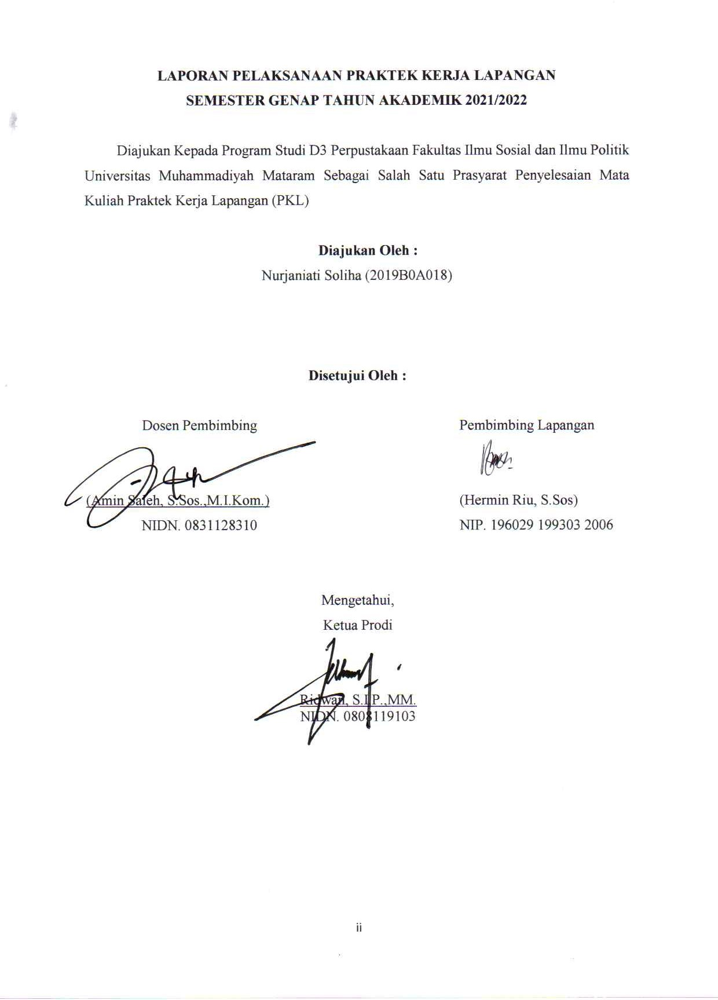 LAPORAN PELAKSANAAN PRAKTEK KERJA LAPANGAN
SEMESTER GENAP TAHUN AKADEMIK 2021/2022
Diajukan Kepada Program Studi D3 Perpustakaan Fakultas Ilmu Sosial dan Ilmu Politik
Universitas Muhammadiyah Mataram Sebagai Salah Satu Prasyarat Penyelesaian Mata
Kuliah Praktek Kerja Lapangan (PKL)
Diajukan Oleh :
Nurjaniati Soliha (2019B0A018)
Disetujui Oleh :
Dosen Pembimbing
(Amin Saleh, S.Sos.,M.I.Kom.)
NIDN. 0831128310
Pembimbing Lapangan
(Hermin Riu, S.Sos)
NIP. 196029 199303 2006
Mengetahui,
Ketua Prodi
Ridwan, S.I.P.,MM.
NIDN. 0808119103
ii